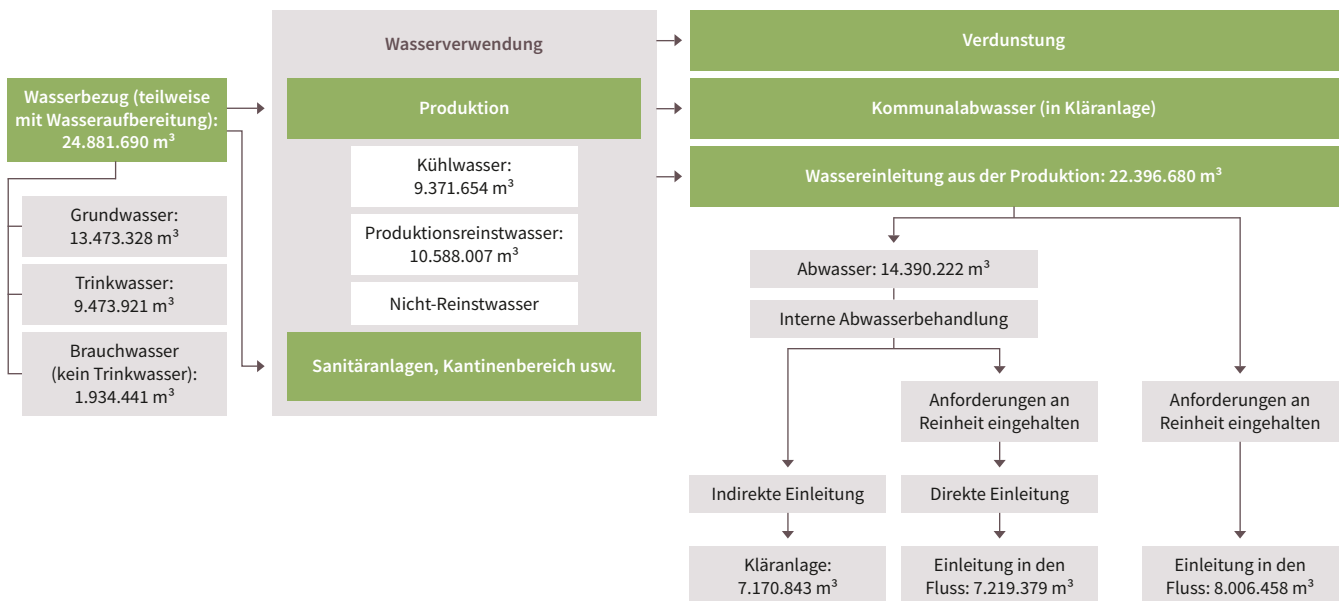 Wasserbezug (teilweise
mit Wasseraufbereitung):
24.881.690 m³
Grundwasser:
13.473.328 m³
Trinkwasser:
9.473.921 m³
Brauchwasser
(kein Trinkwasser):
1.934.441 m³
Wasserverwendung
Produktion
Kühlwasser:
9.371.654 m³
Produktionsreinstwasser:
10.588.007 m³
Nicht-Reinstwasser
Sanitäranlagen, Kantinenbereich usw.
Verdunstung
Kommunalabwasser (in Kläranlage)
Wassereinleitung aus der Produktion: 22.396.680 m³
Abwasser: 14.390.222 m³
Interne Abwasserbehandlung
Anforderungen an
Reinheit eingehalten
Anforderungen an
Reinheit eingehalten
Indirekte Einleitung
Direkte Einleitung
Kläranlage:
7.170.843 m³
Einleitung in den
Fluss: 7.219.379 m³
Einleitung in den
Fluss: 8.006.458 m³